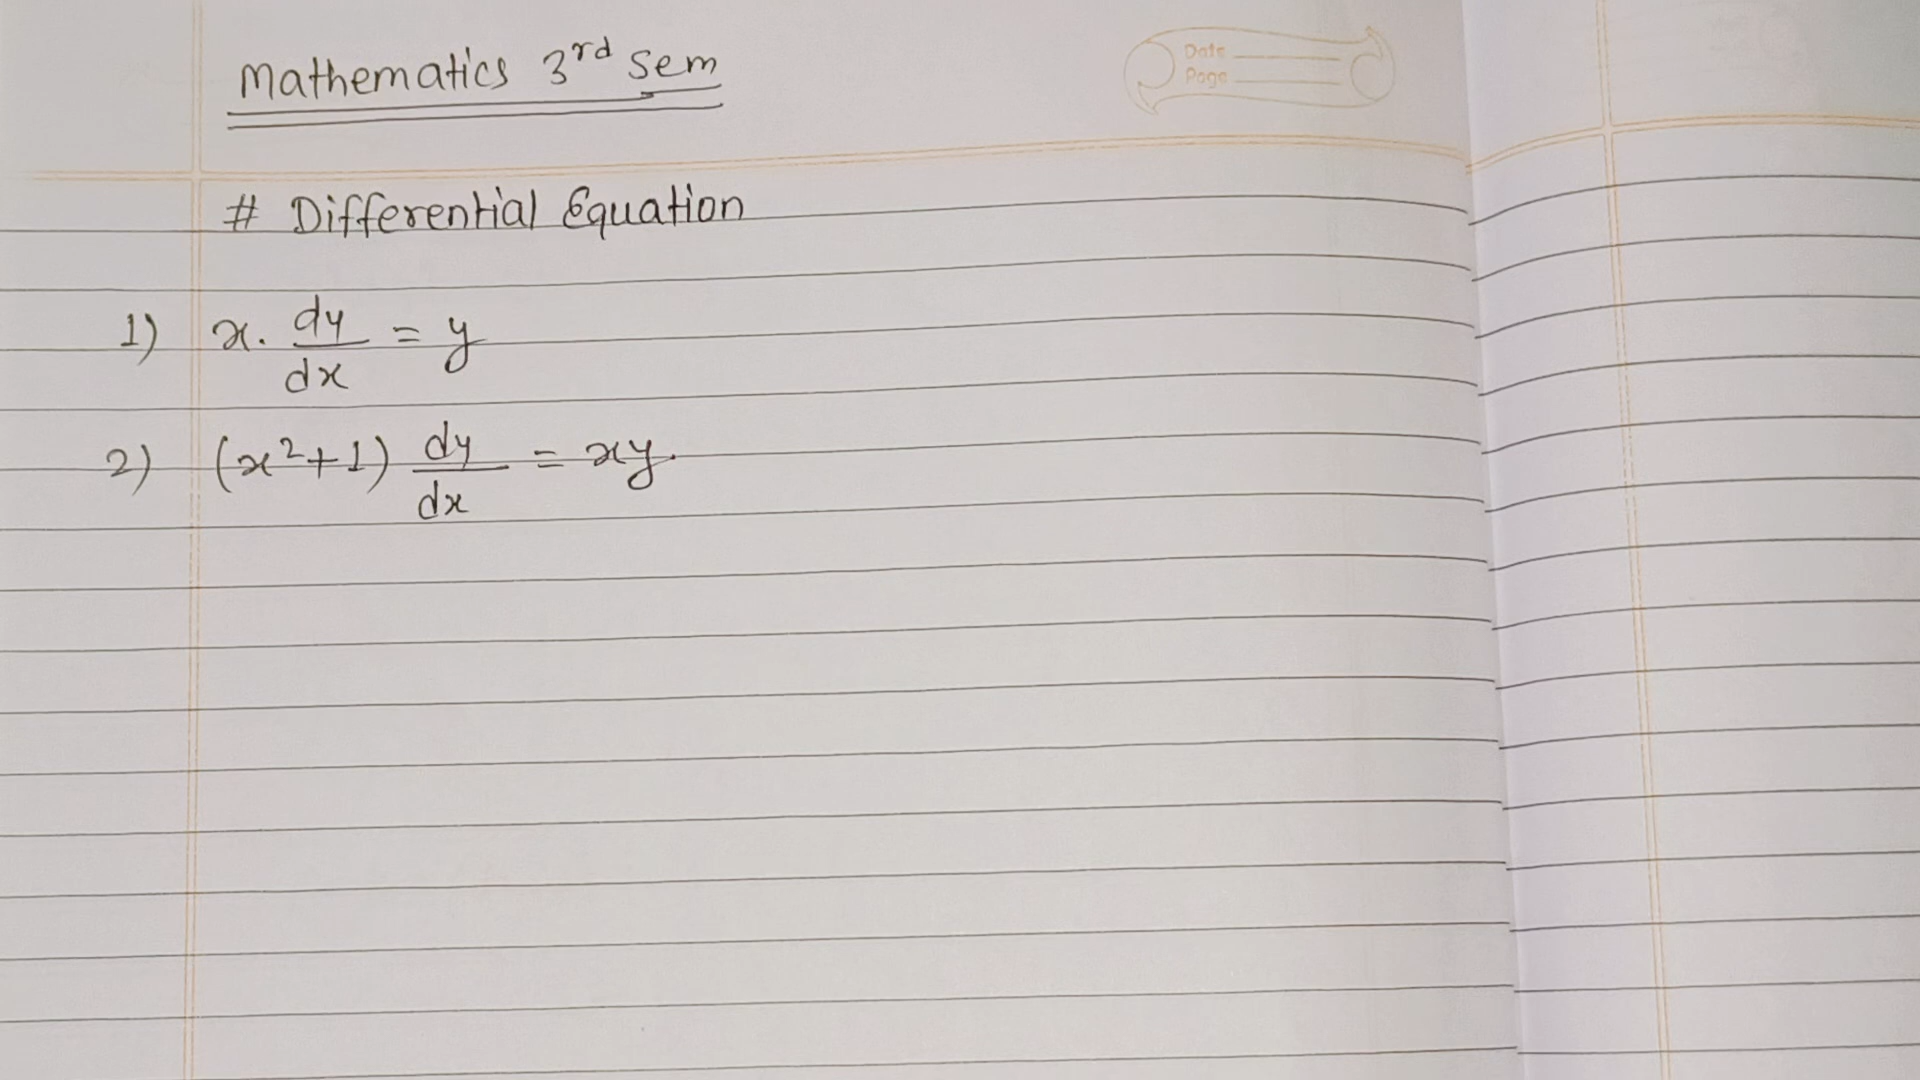 Mathematics 3rd Sem
Date
Page
# Differential Equation
1) x. dy/dx = y
2) (x²+1) dy/dx = xy.